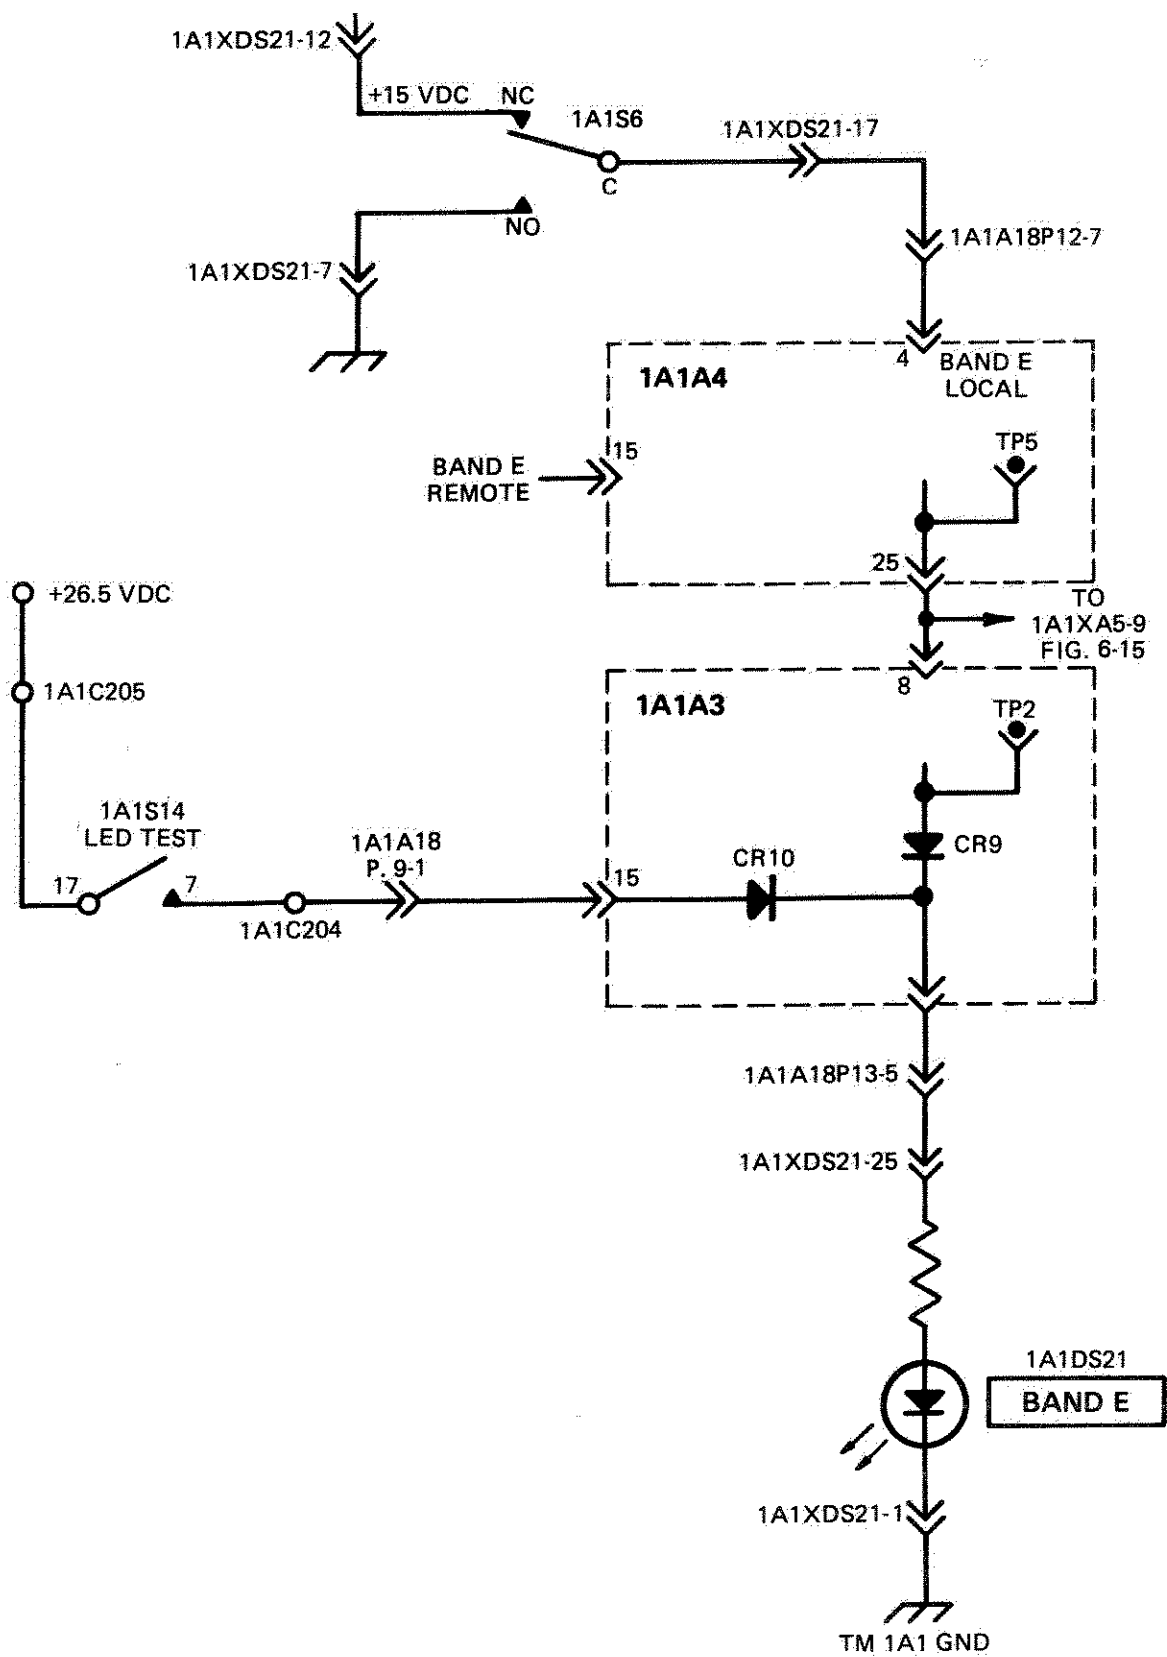 1A1XDS21-12
+15 VDC
NC
1A1S6
1A1XDS21-17
C
NO
1A1A18P12-7
1A1XDS21-7
4
BAND E
LOCAL
1A1A4
TP5
15
BAND E
REMOTE
25
+26.5 VDC
TO
1A1XA5-9
FIG. 6-15
1A1C205
8
1A1A3
TP2
1A1S14
LED TEST
1A1A18
P. 9-1
CR10
CR9
17
7
15
1A1C204
1A1A18P13-5
1A1XDS21-25
1A1DS21
BAND E
1A1XDS21-1
TM 1A1 GND